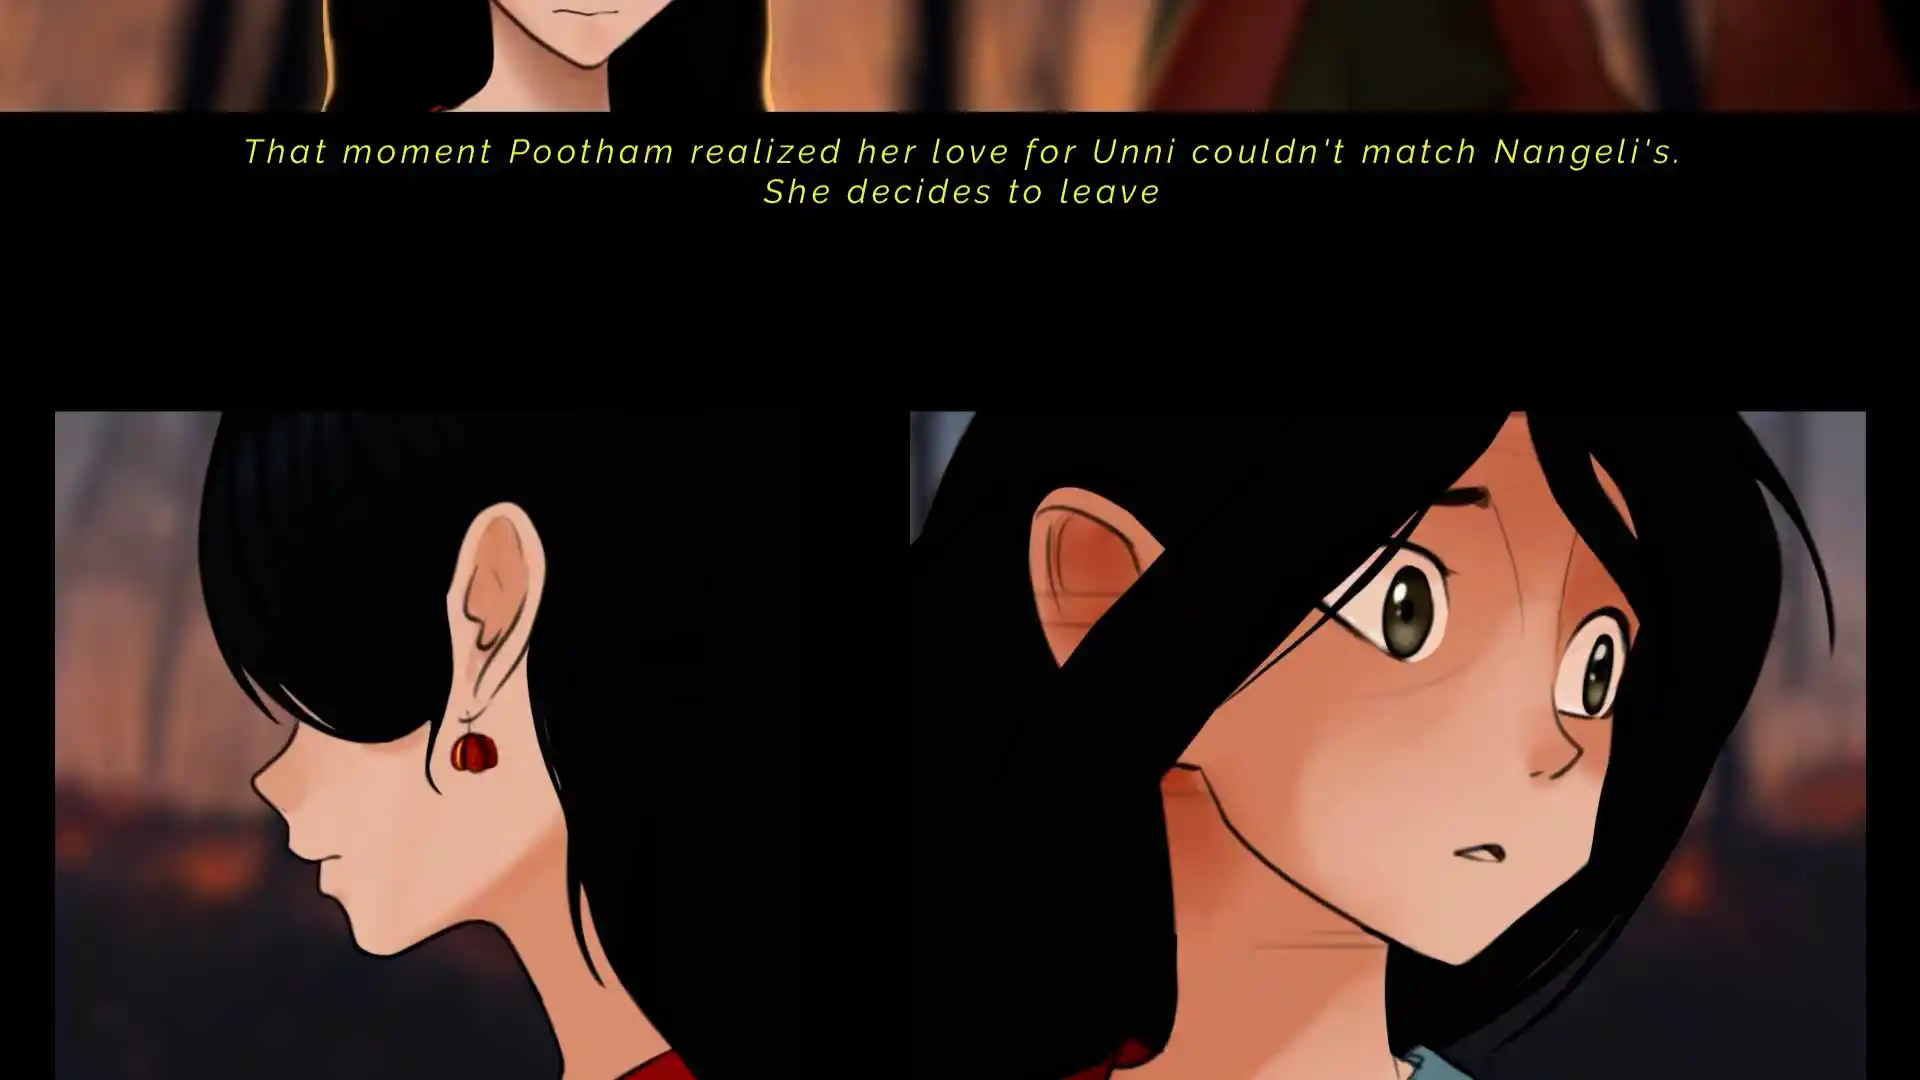 That moment Pootham realized her love for Unni couldn't match Nangeli's.
She decides to leave